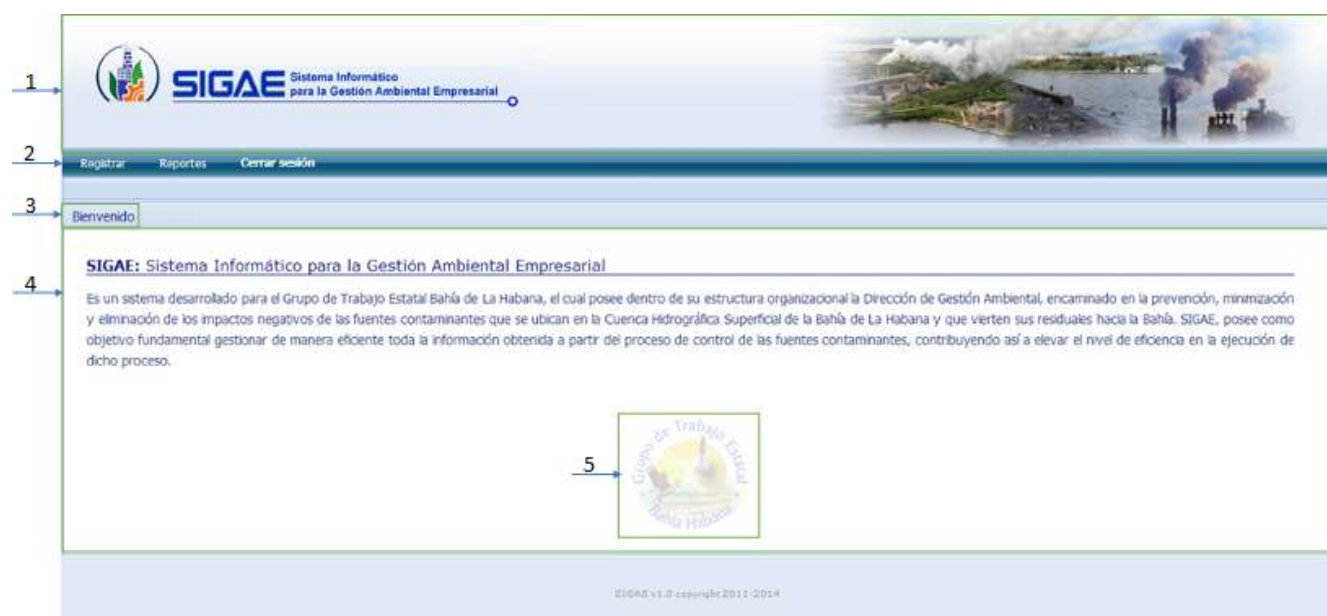 1
SIGAE Sistema Informático
para la Gestión Ambiental Empresarial
2
Registrar Reportes Cerrar sesión
3
Bienvenido
SIGAE: Sistema Informático para la Gestión Ambiental Empresarial
4
Es un sistema desarrollado para el Grupo de Trabajo Estatal Bahía de La Habana, el cual posee dentro de su estructura organizacional la Dirección de Gestión Ambiental, encaminado en la prevención, minimización
y eliminación de los impactos negativos de las fuentes contaminantes que se ubican en la Cuenca Hidrográfica Superficial de la Bahía de La Habana y que vierten sus residuales hacia la Bahía. SIGAE, posee como
objetivo fundamental gestionar de manera eficiente toda la información obtenida a partir del proceso de control de las fuentes contaminantes, contribuyendo así a elevar el nivel de eficiencia en la ejecución de
dicho proceso.
5
Grupo de Trabajo Estatal
Bahía Habana
SIGAE v1.0 copyright 2011-2014